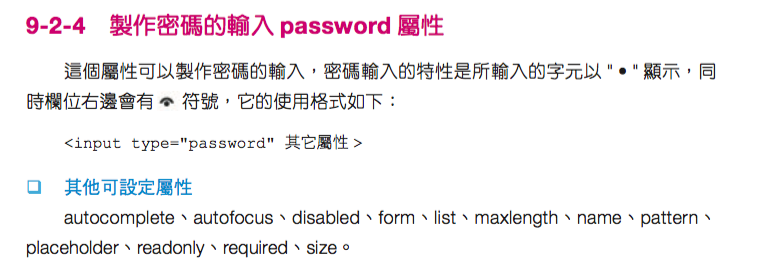 9-2-4 製作密碼的輸入 password 屬性
這個屬性可以製作密碼的輸入，密碼輸入的特性是所輸入的字元以 " ● " 顯示，同
時欄位右邊會有 符號，它的使用格式如下：
<input type="password" 其它屬性 >
❑ 其他可設定屬性
autocomplete、autofocus、disabled、form、list、maxlength、name、pattern、
placeholder、readonly、required、size。